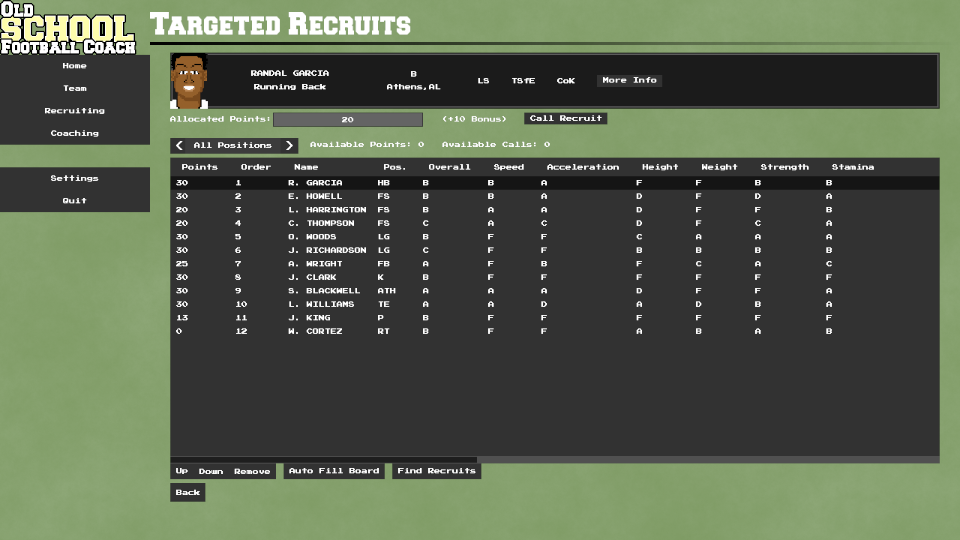 Old
School
Football Coach
Targeted Recruits
Home
Team
Recruiting
Coaching
Settings
Quit
RANDAL GARCIA B LS TSfE CoK More Info
Running Back Athens,AL
Allocated Points: 20 (+10 Bonus) Call Recruit
All Positions Available Points: 0 Available Calls: 0
Points Order Name Pos. Overall Speed Acceleration Height Weight Strength Stamina
30 1 R. GARCIA HB B B A F F B B
30 2 E. HOWELL FS B B A D F D A
20 3 L. HARRINGTON FS B A A D F F B
20 4 C. THOMPSON FS C A C D F C A
30 5 O. WOODS LG B F F C A A A
30 6 J. RICHARDSON LG C F F B B B B
25 7 A. WRIGHT FB A F B F C A C
30 8 J. CLARK K B F F F F F F
30 9 S. BLACKWELL ATH A A A D F F A
30 10 L. WILLIAMS TE A A D A D B A
13 11 J. KING P B F F F F F F
0 12 W. CORTEZ RT B F F A B A B
Up Down Remove Auto Fill Board Find Recruits
Back